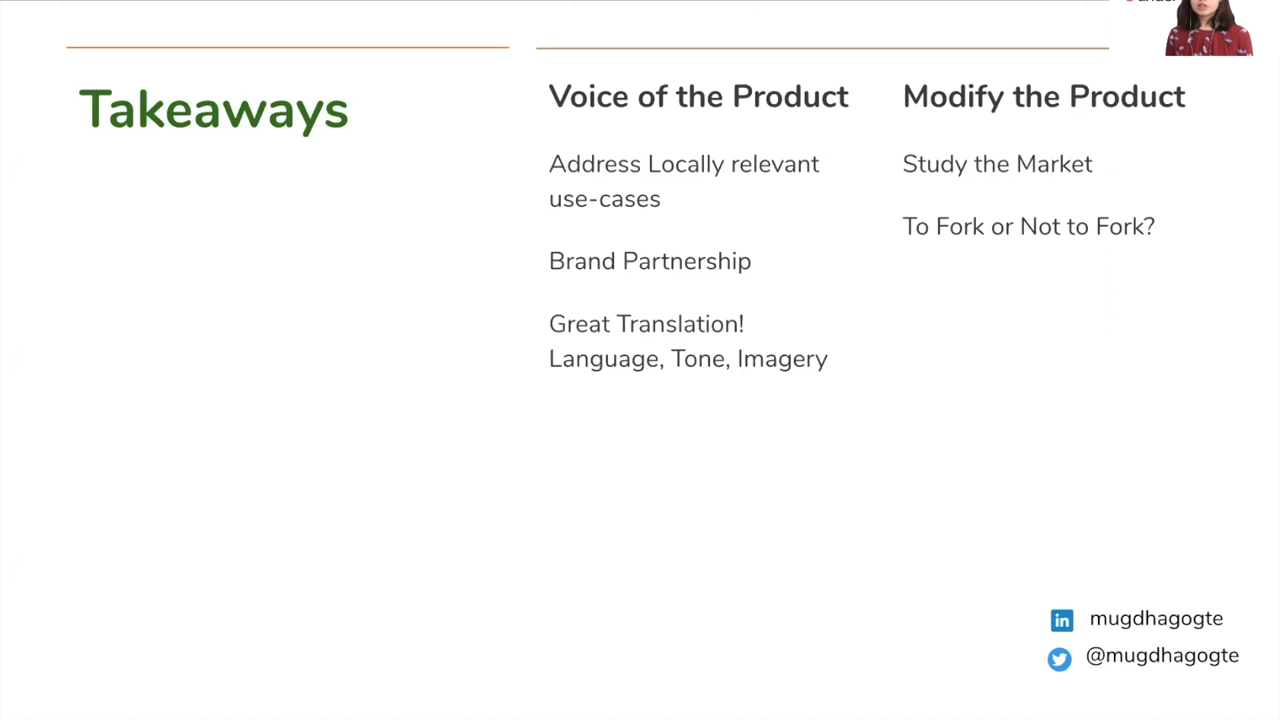 Takeaways
Voice of the Product
Address Locally relevant
use-cases
Brand Partnership
Great Translation!
Language, Tone, Imagery
Modify the Product
Study the Market
To Fork or Not to Fork?
in mugdhagogte
@mugdhagogte